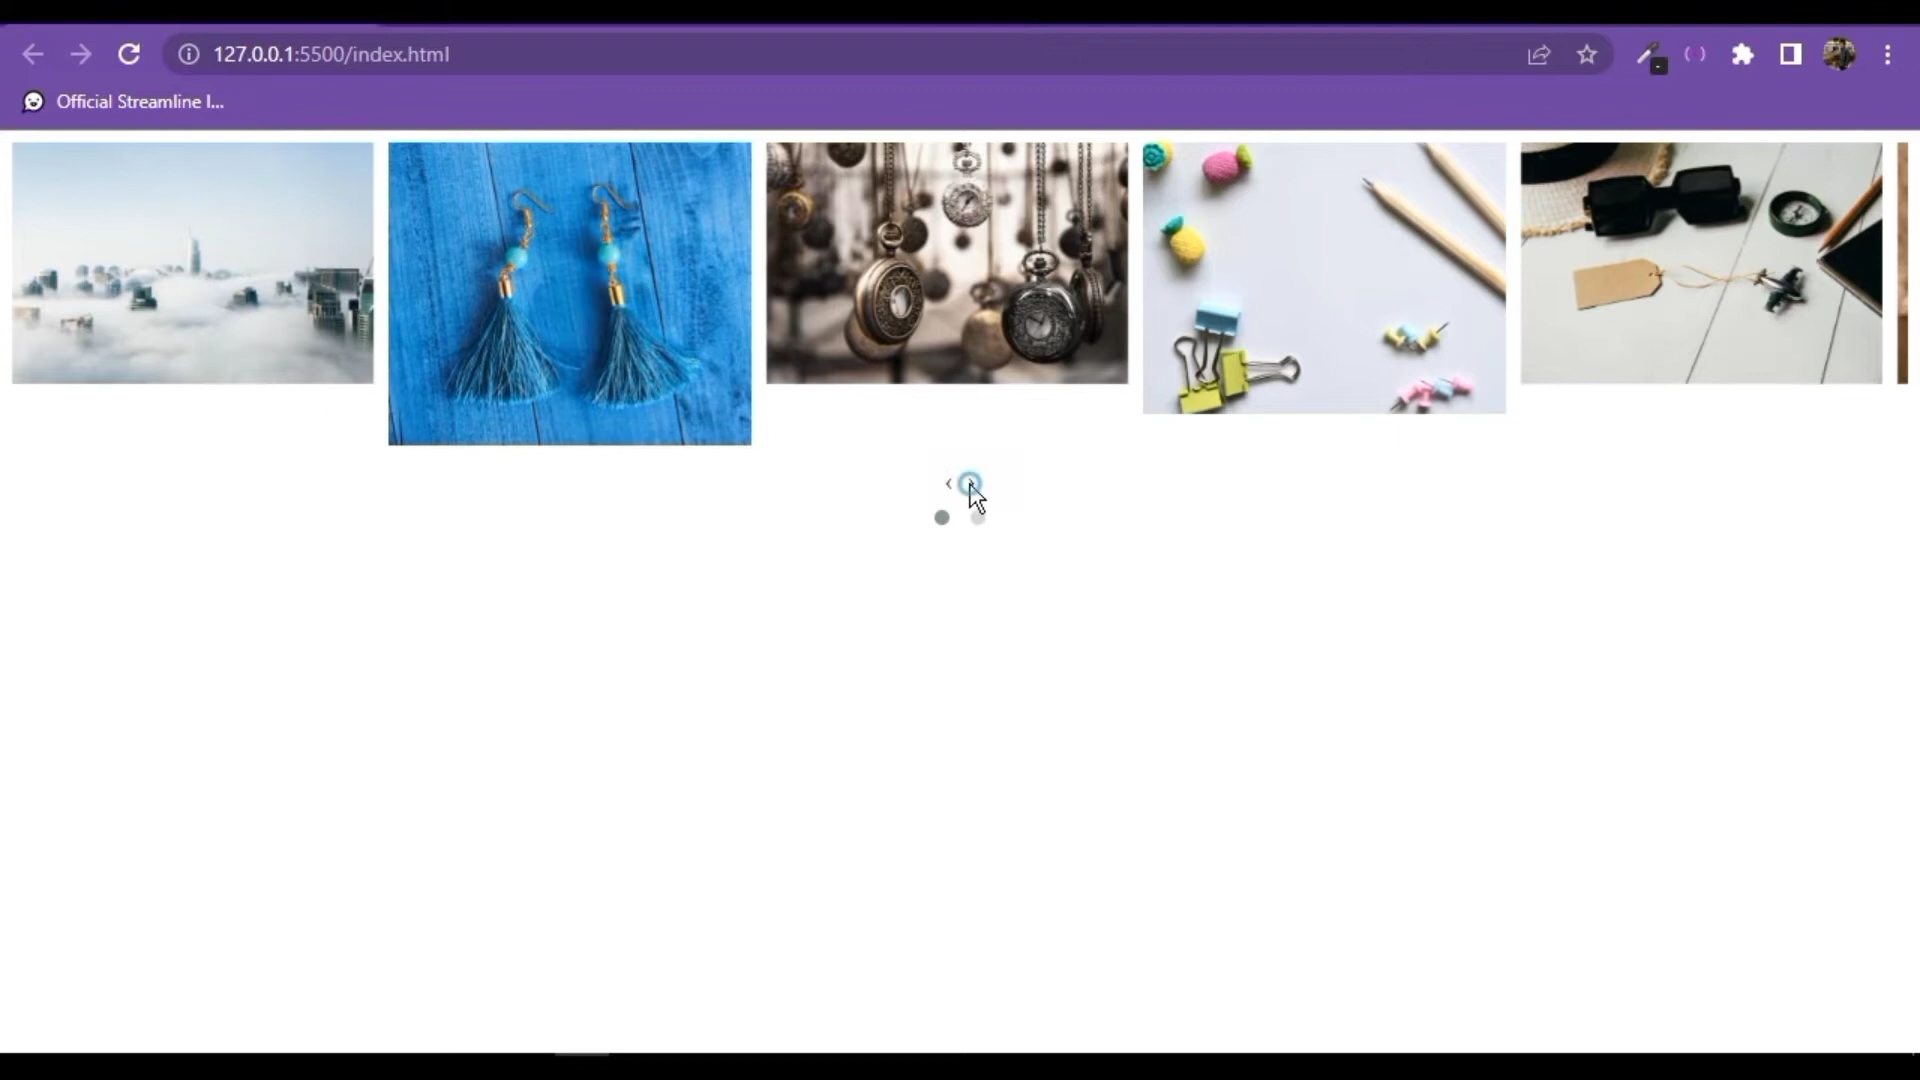 127.0.0.1:5500/index.html
Official Streamline I...
‹ ›